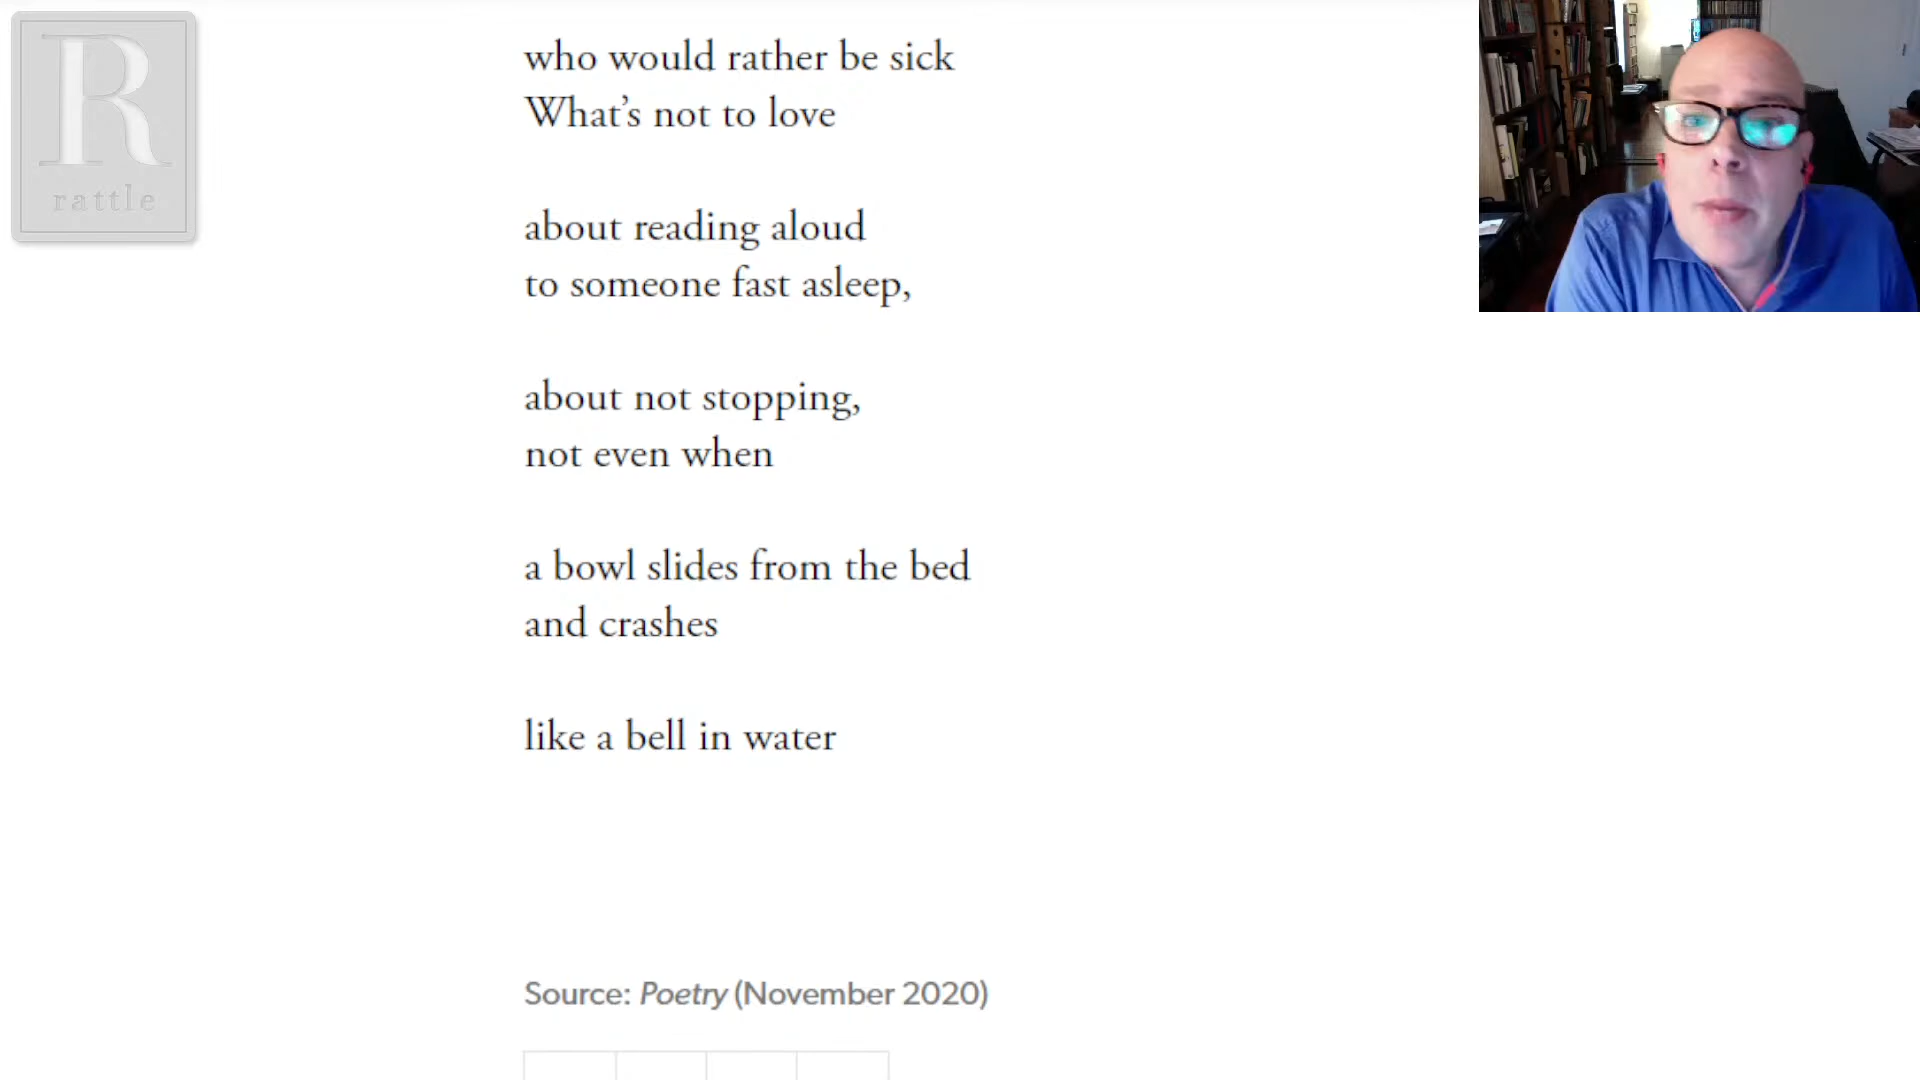 R
rattle
who would rather be sick
What’s not to love
about reading aloud
to someone fast asleep,
about not stopping,
not even when
a bowl slides from the bed
and crashes
like a bell in water
Source: Poetry (November 2020)